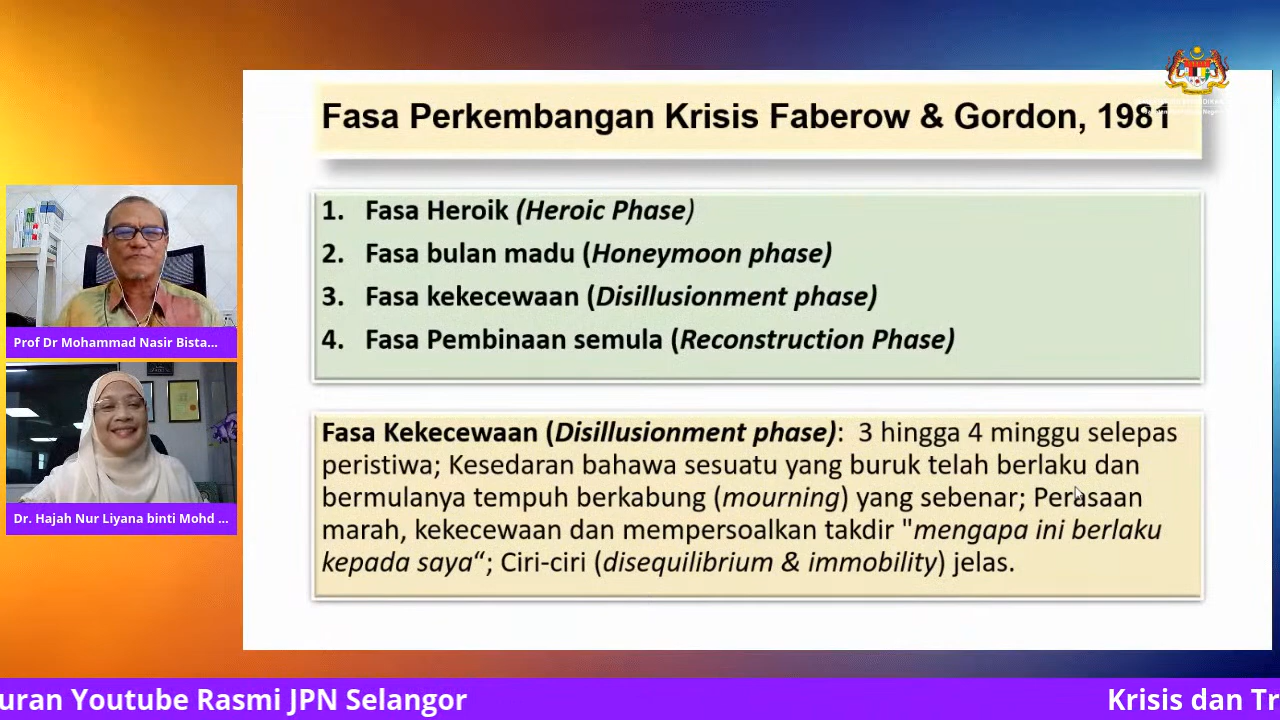 Fasa Perkembangan Krisis Faberow & Gordon, 1981
1. Fasa Heroik (Heroic Phase)
2. Fasa bulan madu (Honeymoon phase)
3. Fasa kekecewaan (Disillusionment phase)
4. Fasa Pembinaan semula (Reconstruction Phase)
Fasa Kekecewaan (Disillusionment phase): 3 hingga 4 minggu selepas
peristiwa; Kesedaran bahawa sesuatu yang buruk telah berlaku dan
bermulanya tempuh berkabung (mourning) yang sebenar; Perasaan
marah, kekecewaan dan mempersoalkan takdir "mengapa ini berlaku
kepada saya“; Ciri-ciri (disequilibrium & immobility) jelas.
Prof Dr Mohammad Nasir Bista...
Dr. Hajah Nur Liyana binti Mohd ...
uran Youtube Rasmi JPN Selangor
Krisis dan Tr